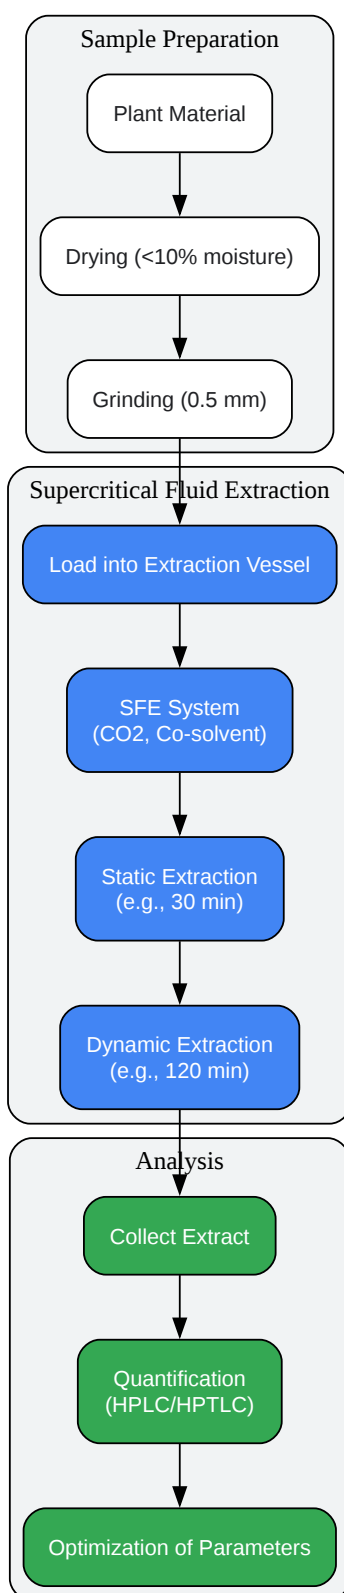 Sample Preparation
Plant Material
Drying (<10% moisture)
Grinding (0.5 mm)
Supercritical Fluid Extraction
Load into Extraction Vessel
SFE System
(CO2, Co-solvent)
Static Extraction
(e.g., 30 min)
Dynamic Extraction
(e.g., 120 min)
Analysis
Collect Extract
Quantification
(HPLC/HPTLC)
Optimization of Parameters